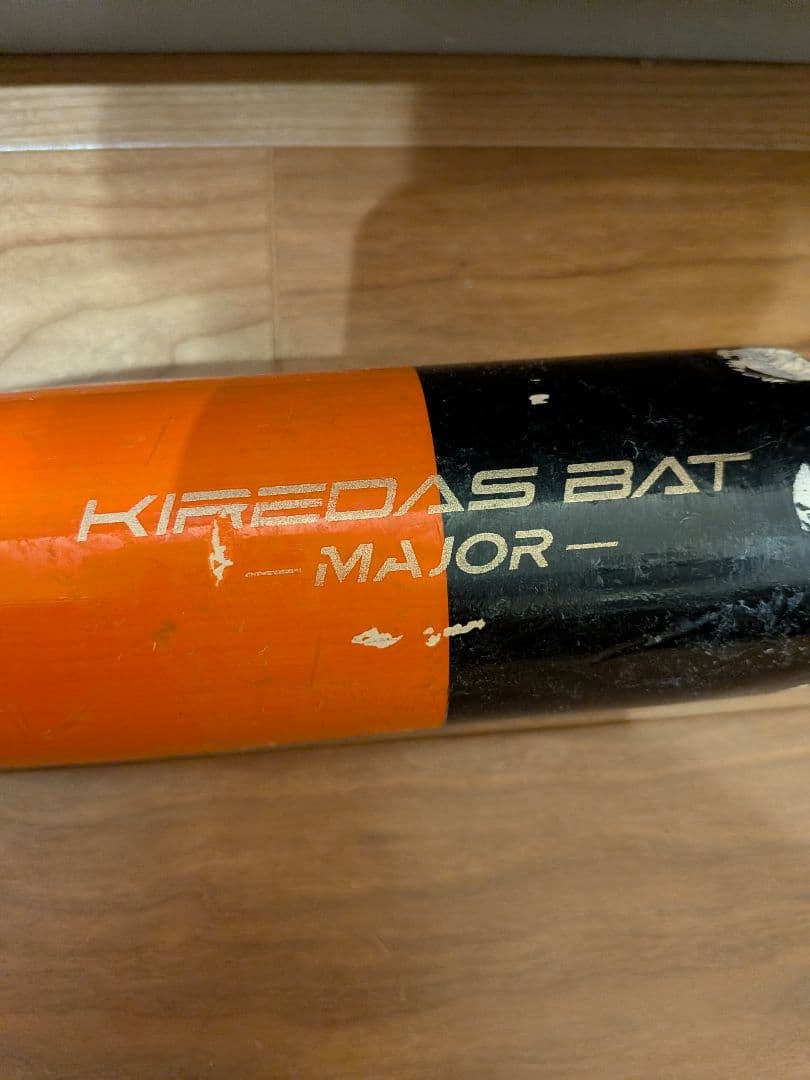 KIREDAS BAT
— MAJOR —